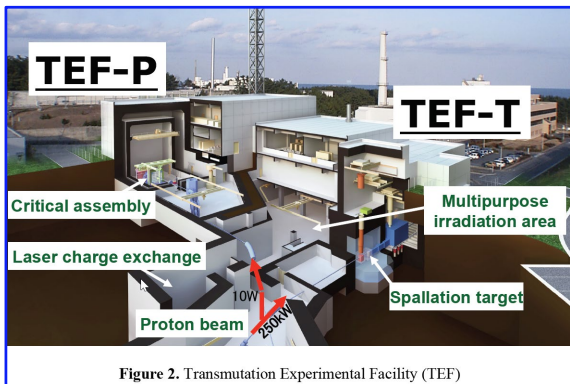 TEF-P
TEF-T
Critical assembly
Multipurpose
irradiation area
Laser charge exchange
10W
Spallation target
Proton beam
250kW
Figure 2. Transmutation Experimental Facility (TEF)